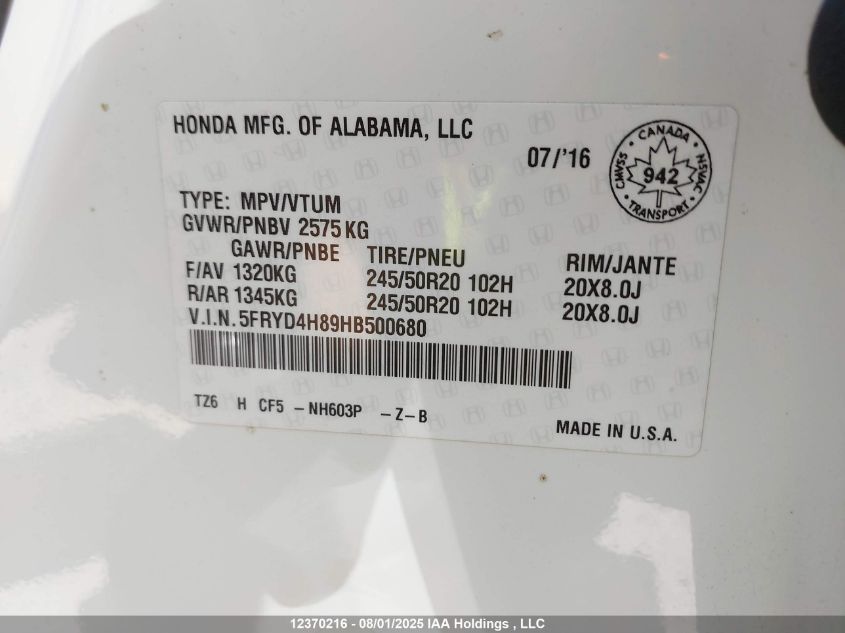 HONDA MFG. OF ALABAMA, LLC
07/'16
CANADA
CMVSS 942 NSVAC
TRANSPORT
TYPE: MPV/VTUM
GVWR/PNBV 2575 KG
GAWR/PNBE TIRE/PNEU RIM/JANTE
F/AV 1320KG 245/50R20 102H 20X8.0J
R/AR 1345KG 245/50R20 102H 20X8.0J
V.I.N. 5FRYD4H89HB500680
TZ6 H CF5 -NH603P -Z-B
MADE IN U.S.A.
12370216 - 08/01/2025 IAA Holdings , LLC